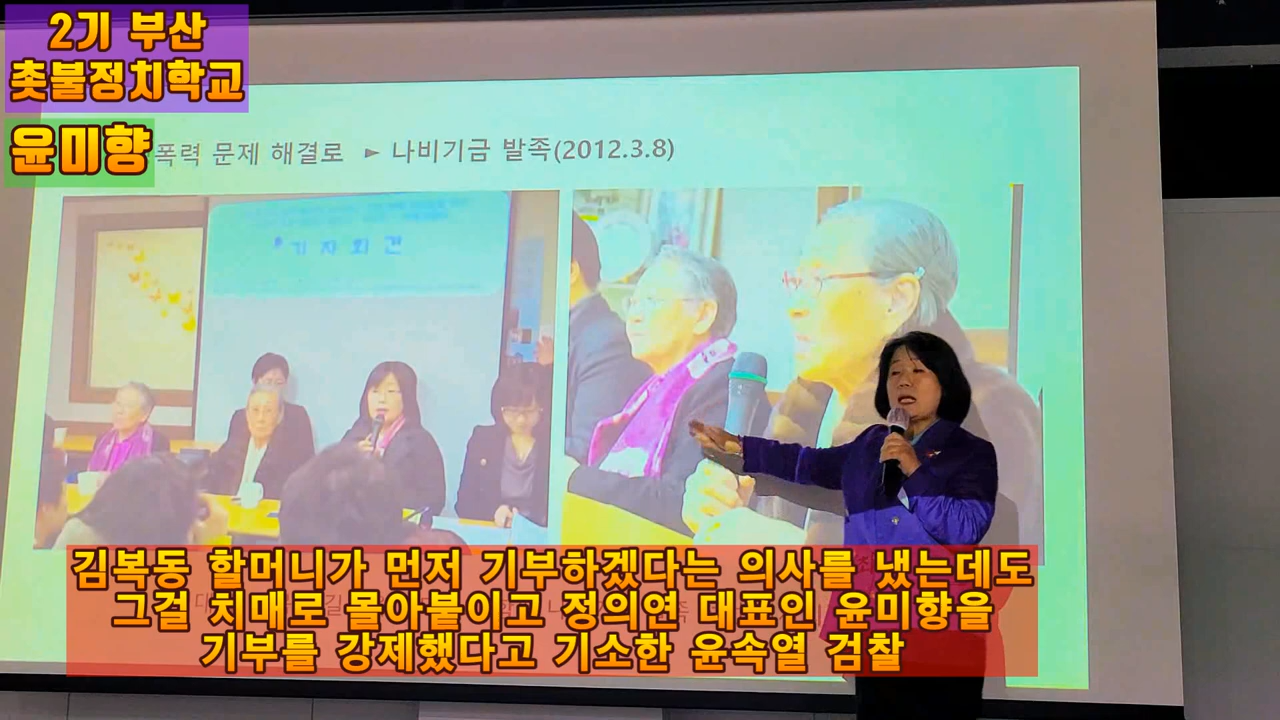 2기 부산
촛불정치학교
윤미향
폭력 문제 해결로 ► 나비기금 발족(2012.3.8)
기자회견
김복동 할머니가 먼저 기부하겠다는 의사를 냈는데도
그걸 치매로 몰아붙이고 정의연 대표인 윤미향을
기부를 강제했다고 기소한 윤속열 검찰